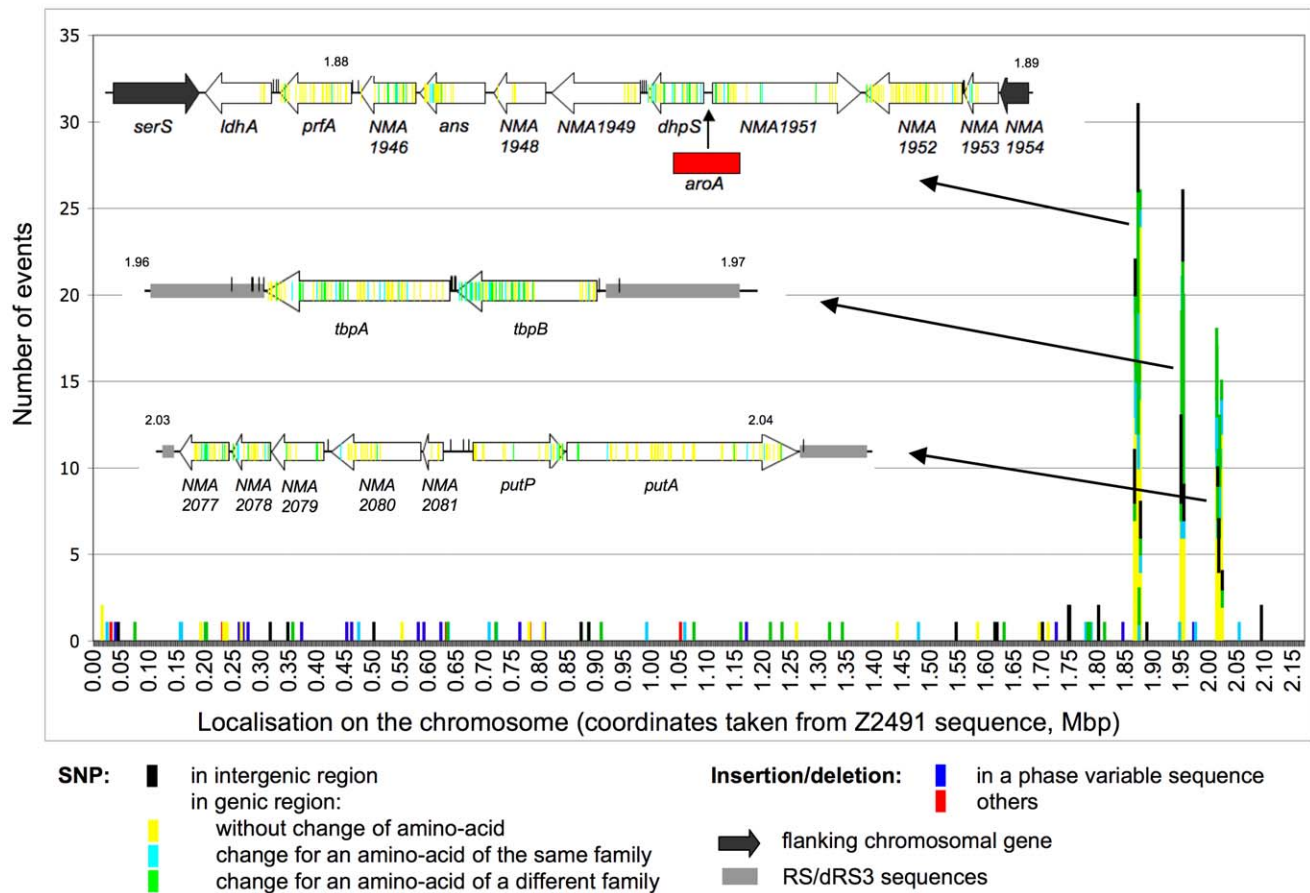 35
30
25
20
15
10
5
0
Number of events
1.88
1.89
serS
ldhA
prfA
NMA
1946
ans
NMA
1948
NMA1949
dhpS
NMA1951
NMA
1952
NMA
1953
NMA
1954
aroA
1.96
1.97
tbpA
tbpB
2.03
2.04
NMA
2077
NMA
2078
NMA
2079
NMA
2080
NMA
2081
putP
putA
0.00
0.05
0.10
0.15
0.20
0.25
0.30
0.35
0.40
0.45
0.50
0.55
0.60
0.65
0.70
0.75
0.80
0.85
0.90
0.95
1.00
1.05
1.10
1.15
1.20
1.25
1.30
1.35
1.40
1.45
1.50
1.55
1.60
1.65
1.70
1.75
1.80
1.85
1.90
1.95
2.00
2.05
2.10
2.15
Localisation on the chromosome (coordinates taken from Z2491 sequence, Mbp)
SNP:
in intergenic region
in genic region:
without change of amino-acid
change for an amino-acid of the same family
change for an amino-acid of a different family
Insertion/deletion:
in a phase variable sequence
others
flanking chromosomal gene
RS/dRS3 sequences